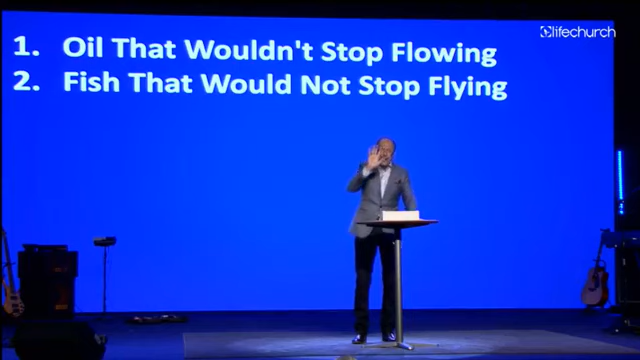 lifechurch
1. Oil That Wouldn't Stop Flowing
2. Fish That Would Not Stop Flying